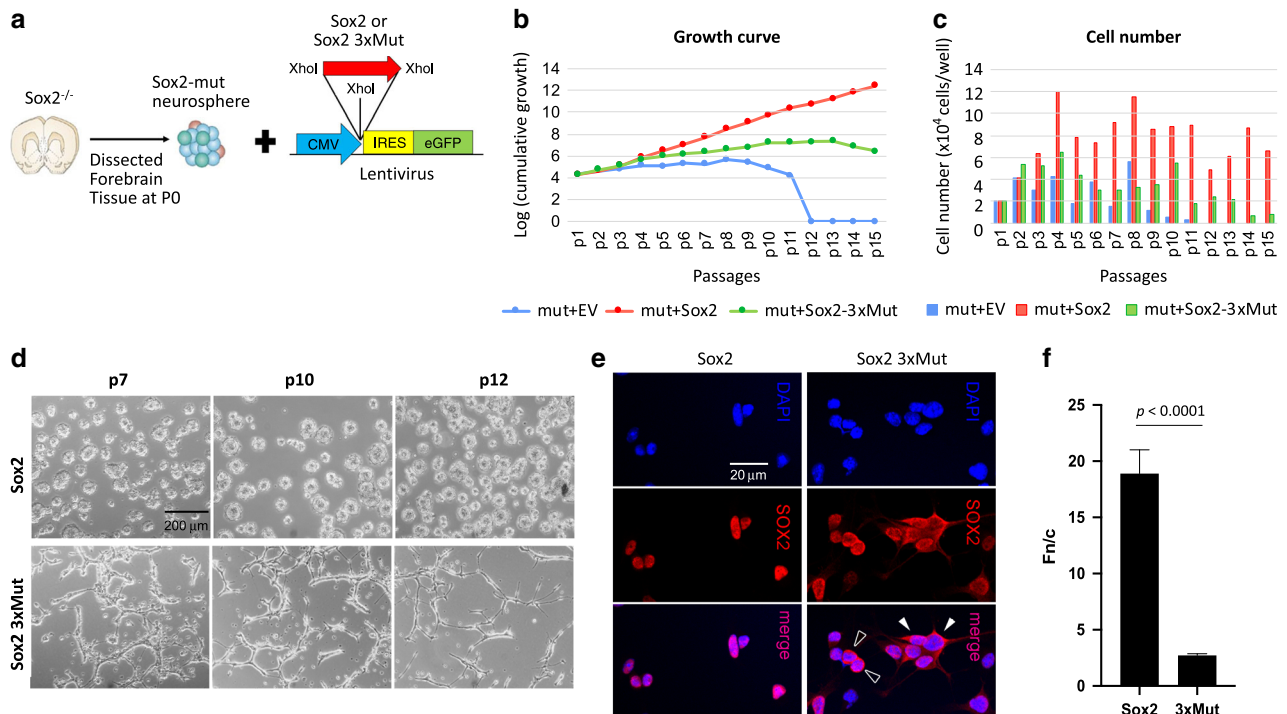 a
Sox2-/-
Dissected
Forebrain
Tissue at P0
Sox2-mut
neurosphere
Sox2 or
Sox2 3xMut
XhoI
XhoI
XhoI
CMV
IRES
eGFP
Lentivirus
b
Growth curve
Log (cumulative growth)
14
12
10
8
6
4
2
0
p1 p2 p3 p4 p5 p6 p7 p8 p9 p10 p11 p12 p13 p14 p15
Passages
mut+EV mut+Sox2 mut+Sox2-3xMut
c
Cell number
Cell number (x10⁴ cells/well)
14
12
10
8
6
4
2
0
p1 p2 p3 p4 p5 p6 p7 p8 p9 p10 p11 p12 p13 p14 p15
Passages
mut+EV mut+Sox2 mut+Sox2-3xMut
d
p7 p10 p12
Sox2
200 μm
Sox2 3xMut
e
Sox2 Sox2 3xMut
DAPI DAPI
20 μm
SOX2 SOX2
merge merge
f
Fn/c
25
20
15
10
5
0
p < 0.0001
Sox2 3xMut